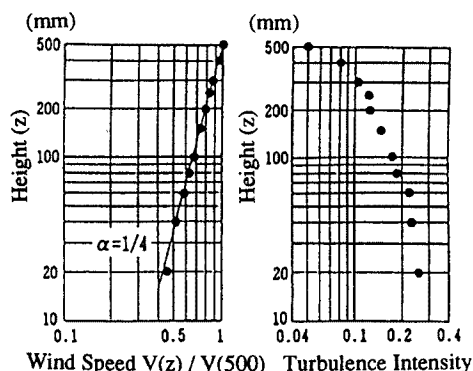 (mm)
500
200
100
20
10
Height (z)
α=1/4
0.1
0.5
1
Wind Speed V(z) / V(500)
(mm)
500
200
100
20
10
Height (z)
0.04
0.1
0.2
0.4
Turbulence Intensity